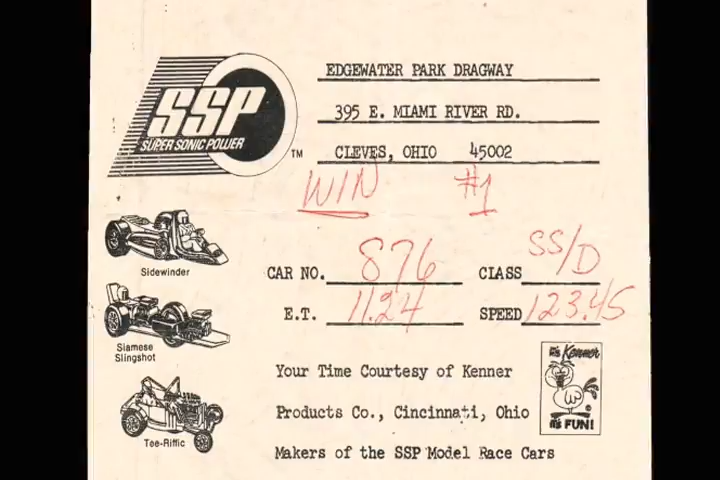 EDGEWATER PARK DRAGWAY
SSP
SUPER SONIC POWER
TM
395 E. MIAMI RIVER RD.
CLEVES, OHIO 45002
WIN #1
Sidewinder
CAR NO. 876 CLASS SS/D
E.T. 11.24 SPEED 123.45
Siamese
Slingshot
It's Kenner
It's FUN!
Your Time Courtesy of Kenner
Products Co., Cincinnati, Ohio
Tee-Riffic
Makers of the SSP Model Race Cars